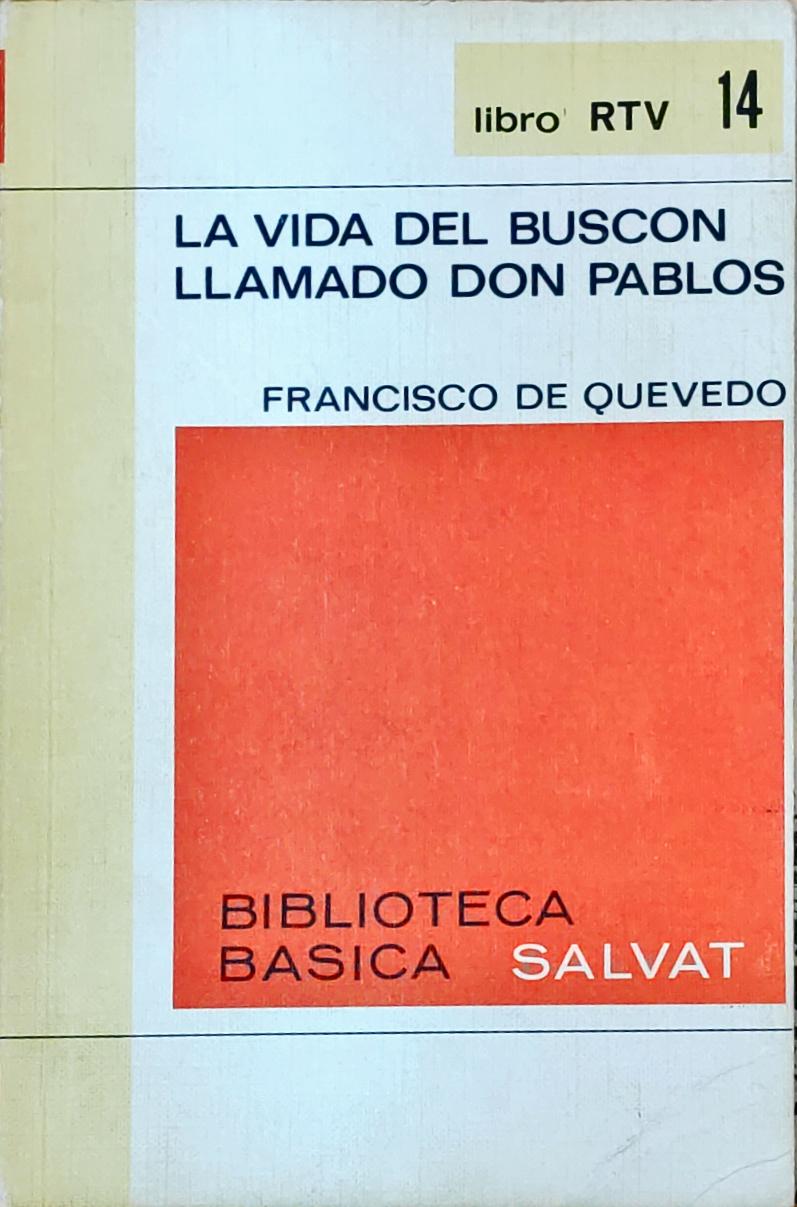 libro RTV 14
LA VIDA DEL BUSCON
LLAMADO DON PABLOS
FRANCISCO DE QUEVEDO
BIBLIOTECA
BASICA SALVAT